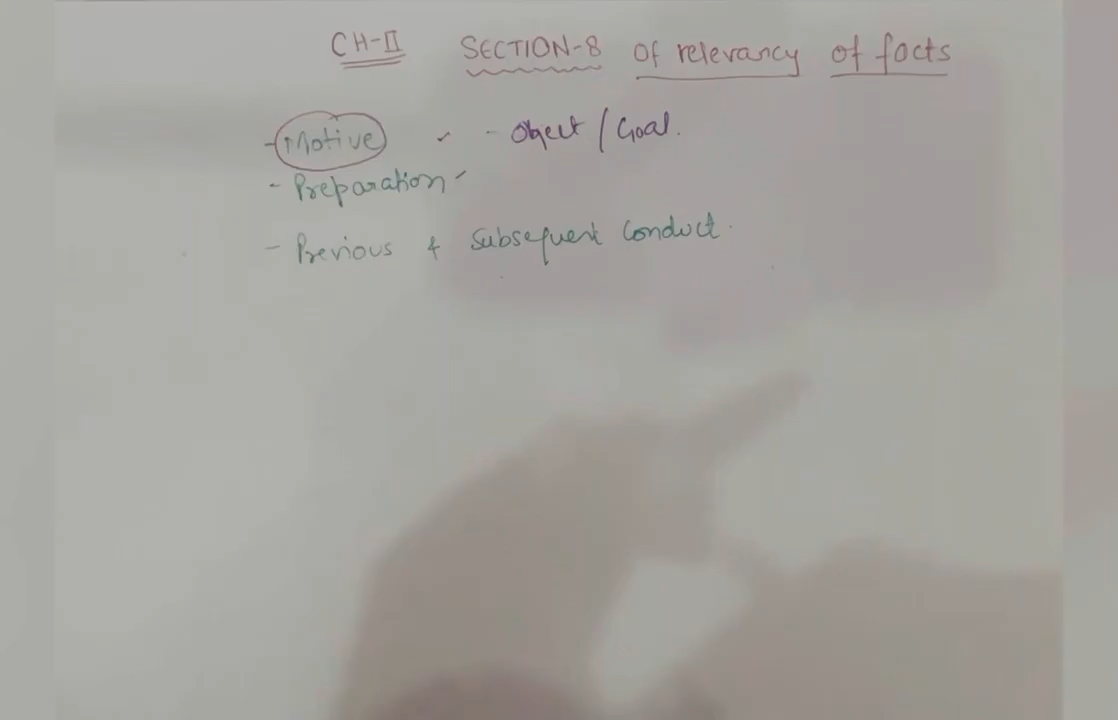 CH-II SECTION-8 of relevancy of facts
- Motive ✓ - Object / Goal.
- Preparation ✓
- Previous & Subsequent Conduct.